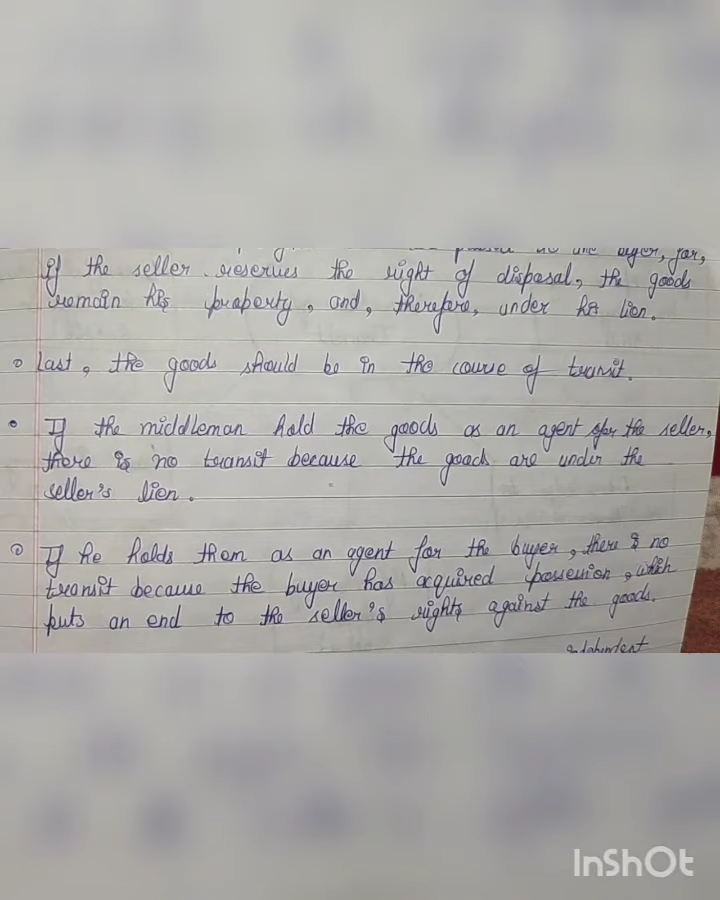 the buyer, for,
if the seller reserves the right of disposal, the goods
remain his property, and, therefore, under his lien.
Last, the goods should be in the course of transit.
If the middleman hold the goods as an agent for the seller,
there is no transit because the goods are under the
seller's lien.
If he holds them as an agent for the buyer, there is no
transit because the buyer has acquired possession, which
puts an end to the seller's rights against the goods.
independent
InShOt